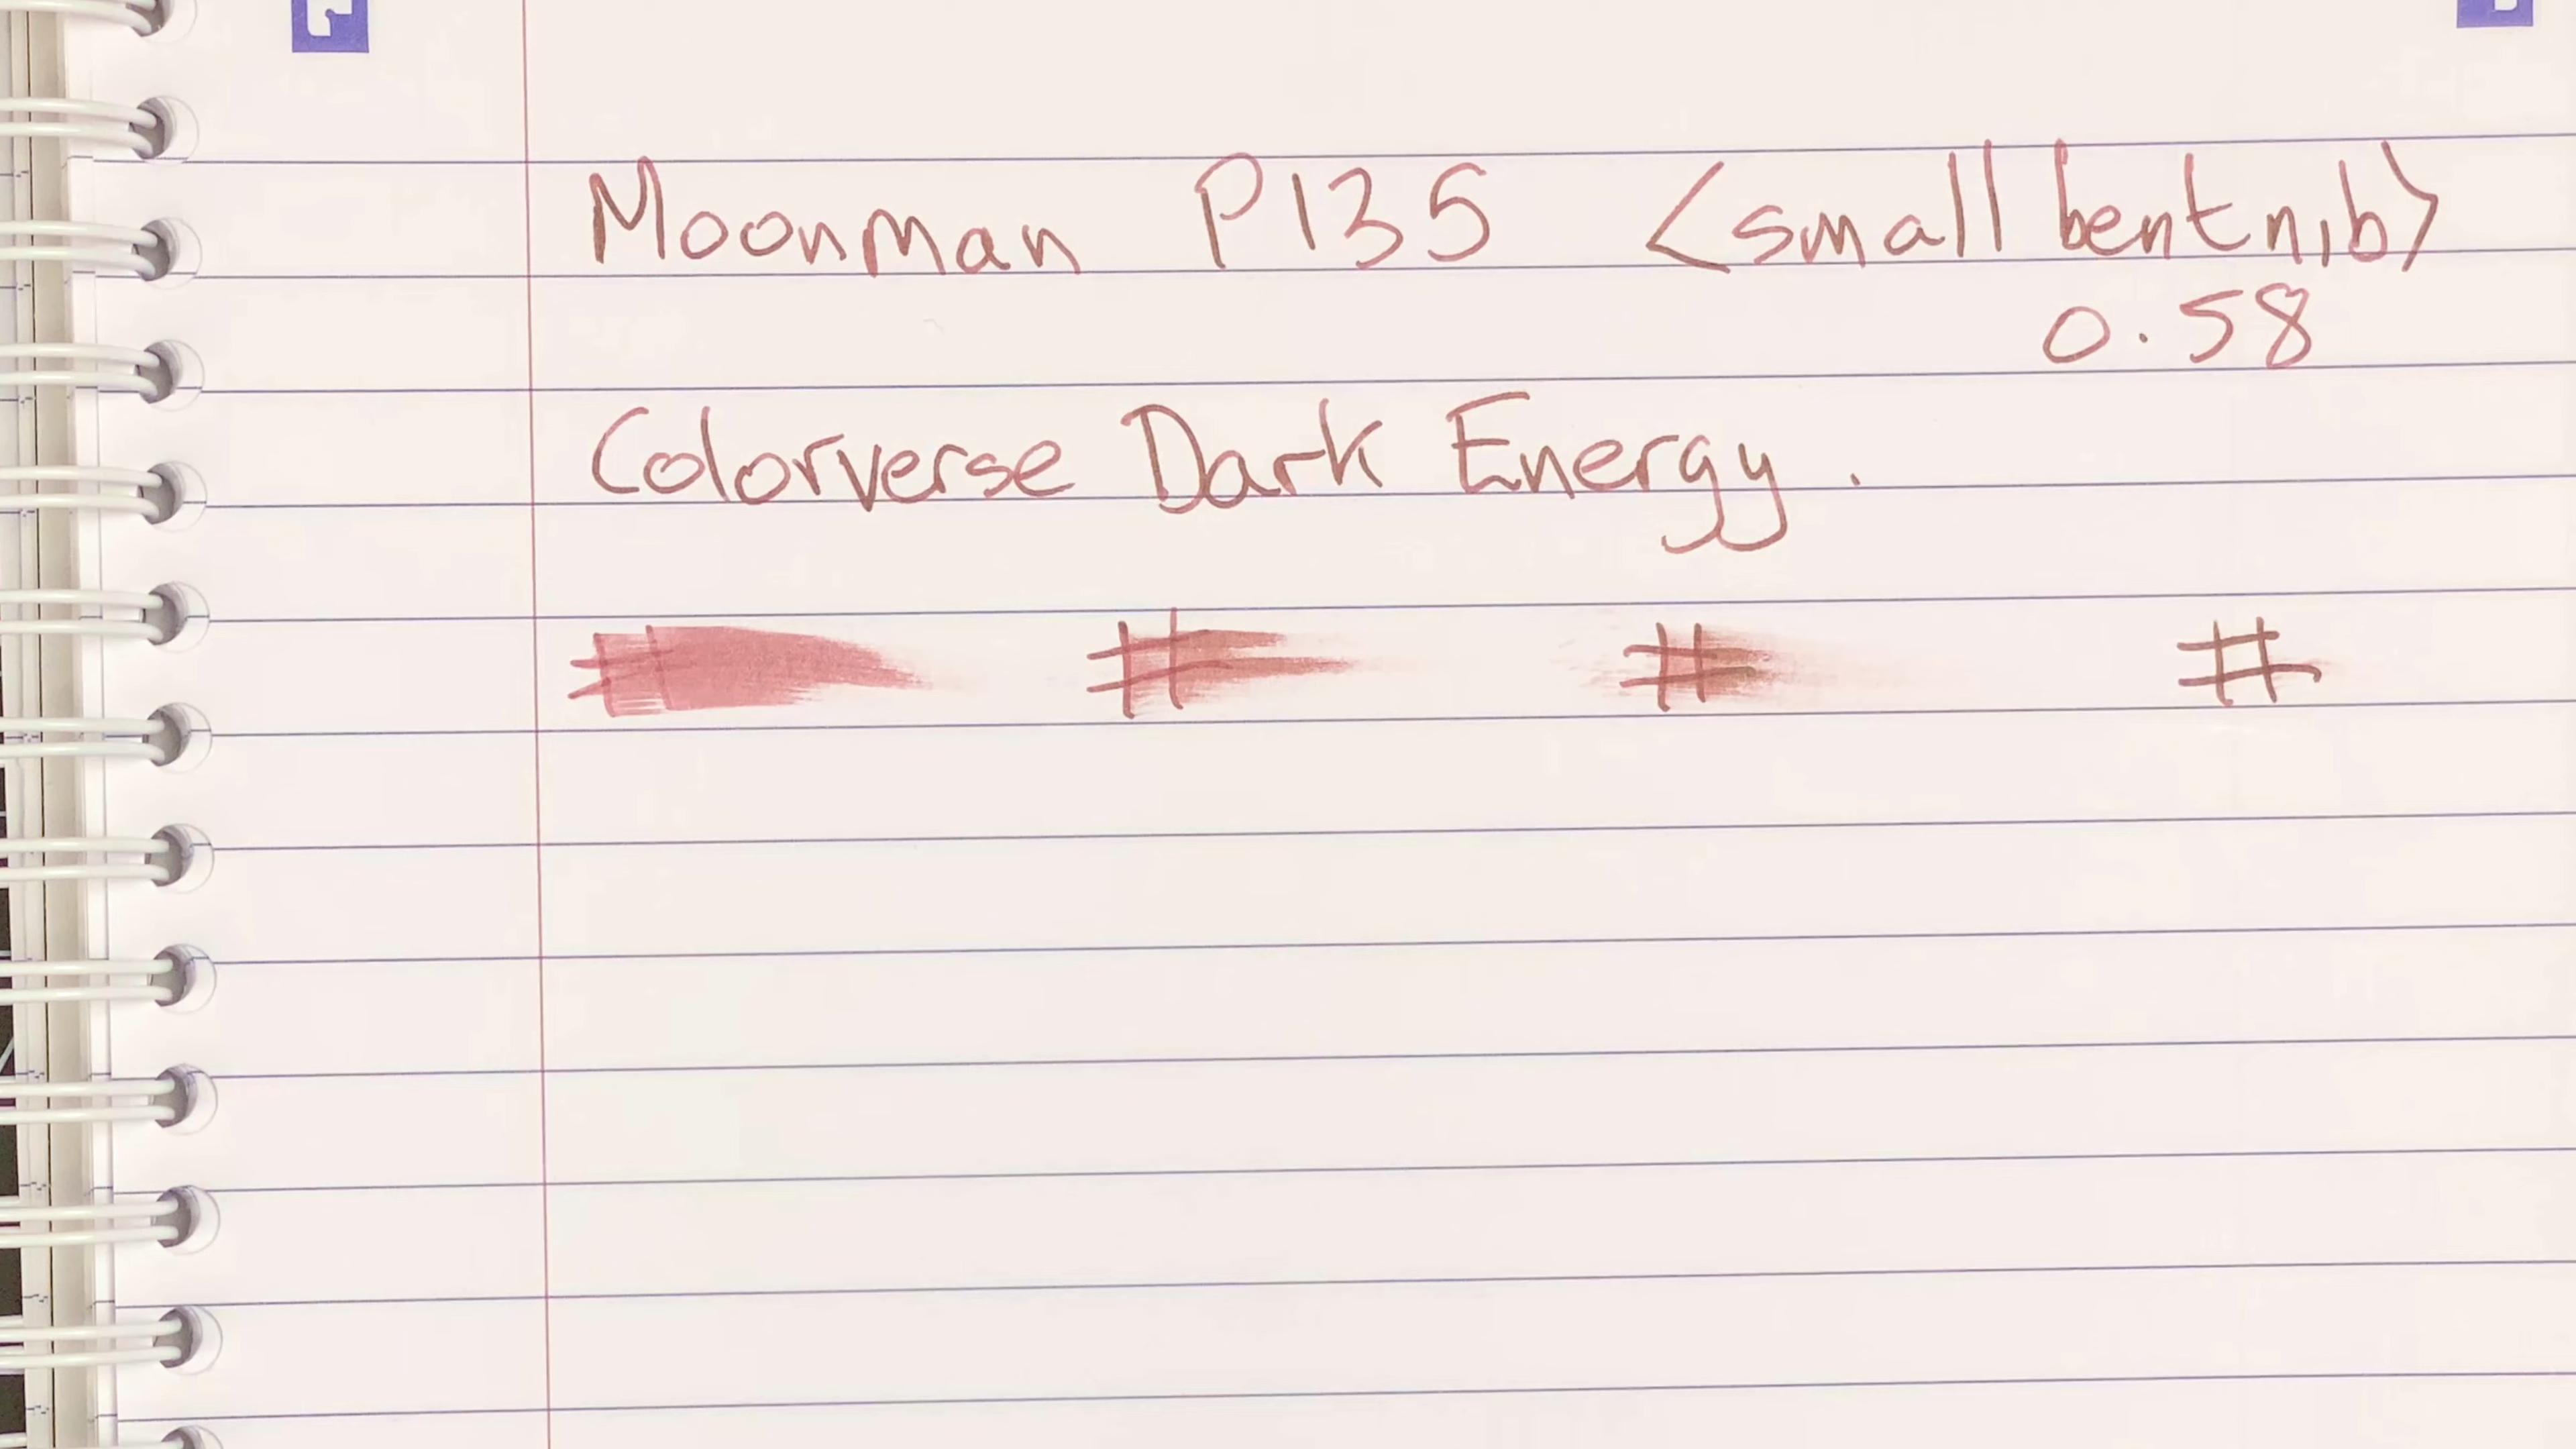 Moonman P135 <small bent nib>
0.58
Colorverse Dark Energy.
# # # #